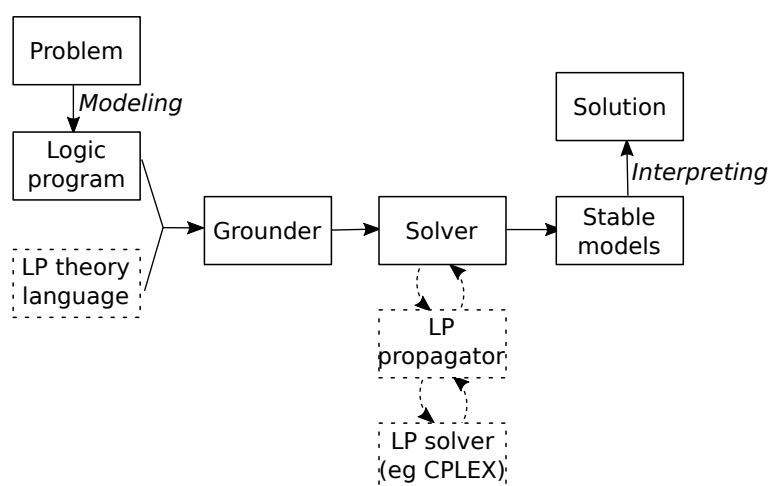 Problem
Modeling
Logic
program
LP theory
language
Grounder
Solver
LP
propagator
LP solver
(eg CPLEX)
Stable
models
Interpreting
Solution